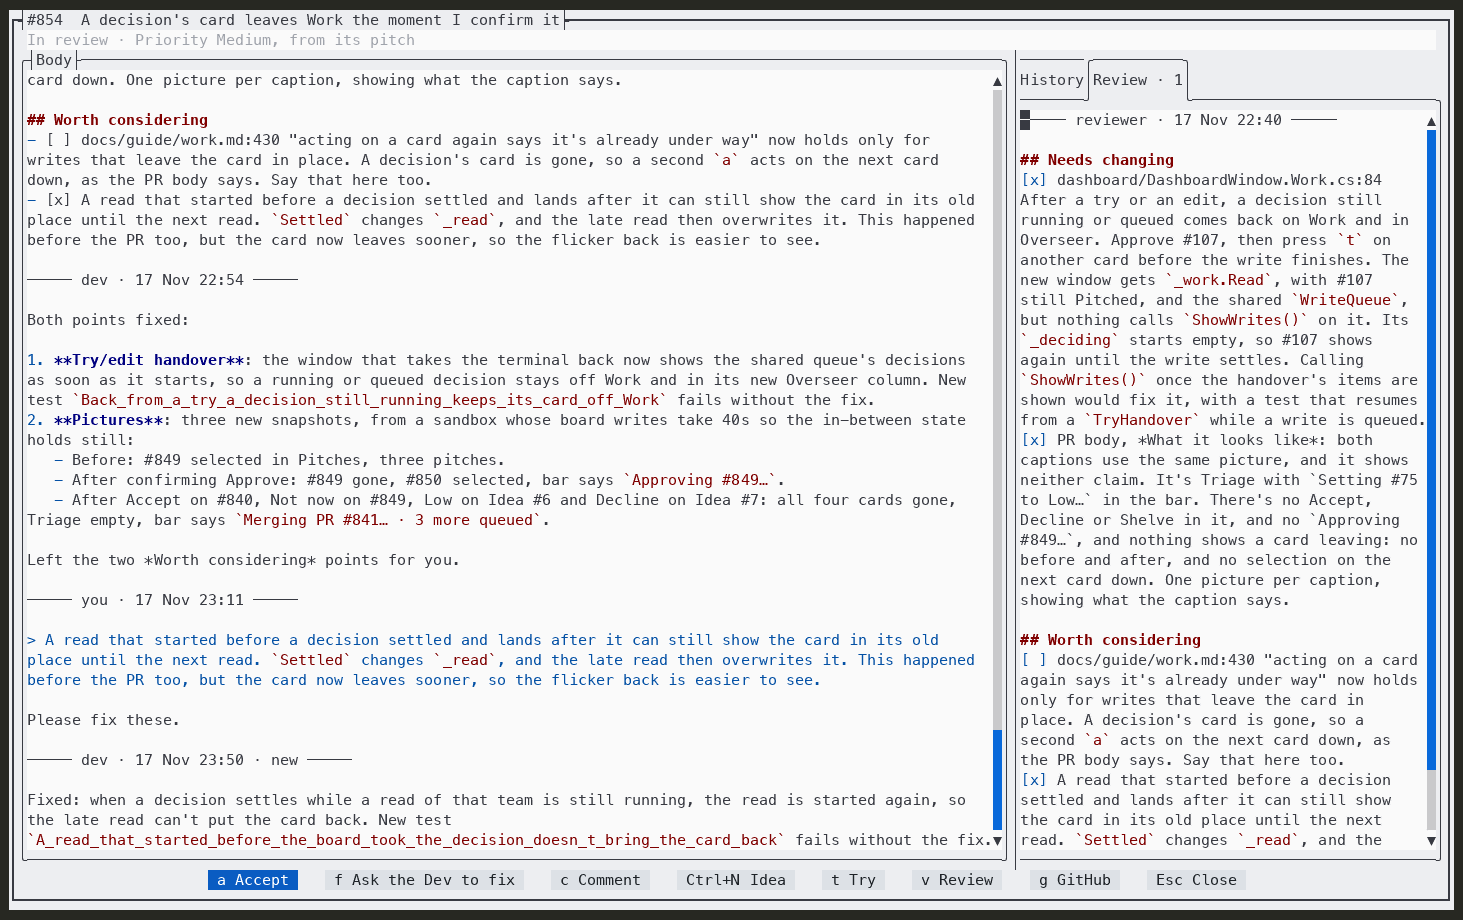 #854  A decision's card leaves Work the moment I confirm it
In review · Priority Medium, from its pitch
Body
card down. One picture per caption, showing what the caption says.
## Worth considering
- [ ] docs/guide/work.md:430 "acting on a card again says it's already under way" now holds only for
writes that leave the card in place. A decision's card is gone, so a second `a` acts on the next card
down, as the PR body says. Say that here too.
- [x] A read that started before a decision settled and lands after it can still show the card in its old
place until the next read. `Settled` changes `_read`, and the late read then overwrites it. This happened
before the PR too, but the card now leaves sooner, so the flicker back is easier to see.
───── dev · 17 Nov 22:54 ─────
Both points fixed:
1. **Try/edit handover**: the window that takes the terminal back now shows the shared queue's decisions
as soon as it starts, so a running or queued decision stays off Work and in its new Overseer column. New
test `Back_from_a_try_a_decision_still_running_keeps_its_card_off_Work` fails without the fix.
2. **Pictures**: three new snapshots, from a sandbox whose board writes take 40s so the in-between state
holds still:
- Before: #849 selected in Pitches, three pitches.
- After confirming Approve: #849 gone, #850 selected, bar says `Approving #849…`.
- After Accept on #840, Not now on #849, Low on Idea #6 and Decline on Idea #7: all four cards gone,
Triage empty, bar says `Merging PR #841… · 3 more queued`.
Left the two *Worth considering* points for you.
───── you · 17 Nov 23:11 ─────
> A read that started before a decision settled and lands after it can still show the card in its old
place until the next read. `Settled` changes `_read`, and the late read then overwrites it. This happened
before the PR too, but the card now leaves sooner, so the flicker back is easier to see.
Please fix these.
───── dev · 17 Nov 23:50 · new ─────
Fixed: when a decision settles while a read of that team is still running, the read is started again, so
the late read can't put the card back. New test
`A_read_that_started_before_the_board_took_the_decision_doesn_t_bring_the_card_back` fails without the fix.
History
Review · 1
───── reviewer · 17 Nov 22:40 ─────
## Needs changing
[x] dashboard/DashboardWindow.Work.cs:84
After a try or an edit, a decision still
running or queued comes back on Work and in
Overseer. Approve #107, then press `t` on
another card before the write finishes. The
new window gets `_work.Read`, with #107
still Pitched, and the shared `WriteQueue`,
but nothing calls `ShowWrites()` on it. Its
`_deciding` starts empty, so #107 shows
again until the write settles. Calling
`ShowWrites()` once the handover's items are
shown would fix it, with a test that resumes
from a `TryHandover` while a write is queued.
[x] PR body, *What it looks like*: both
captions use the same picture, and it shows
neither claim. It's Triage with `Setting #75
to Low…` in the bar. There's no Accept,
Decline or Shelve in it, and no `Approving
#849…`, and nothing shows a card leaving: no
before and after, and no selection on the
next card down. One picture per caption,
showing what the caption says.
## Worth considering
[ ] docs/guide/work.md:430 "acting on a card
again says it's already under way" now holds
only for writes that leave the card in
place. A decision's card is gone, so a
second `a` acts on the next card down, as
the PR body says. Say that here too.
[x] A read that started before a decision
settled and lands after it can still show
the card in its old place until the next
read. `Settled` changes `_read`, and the
a Accept
f Ask the Dev to fix
c Comment
Ctrl+N Idea
t Try
v Review
g GitHub
Esc Close